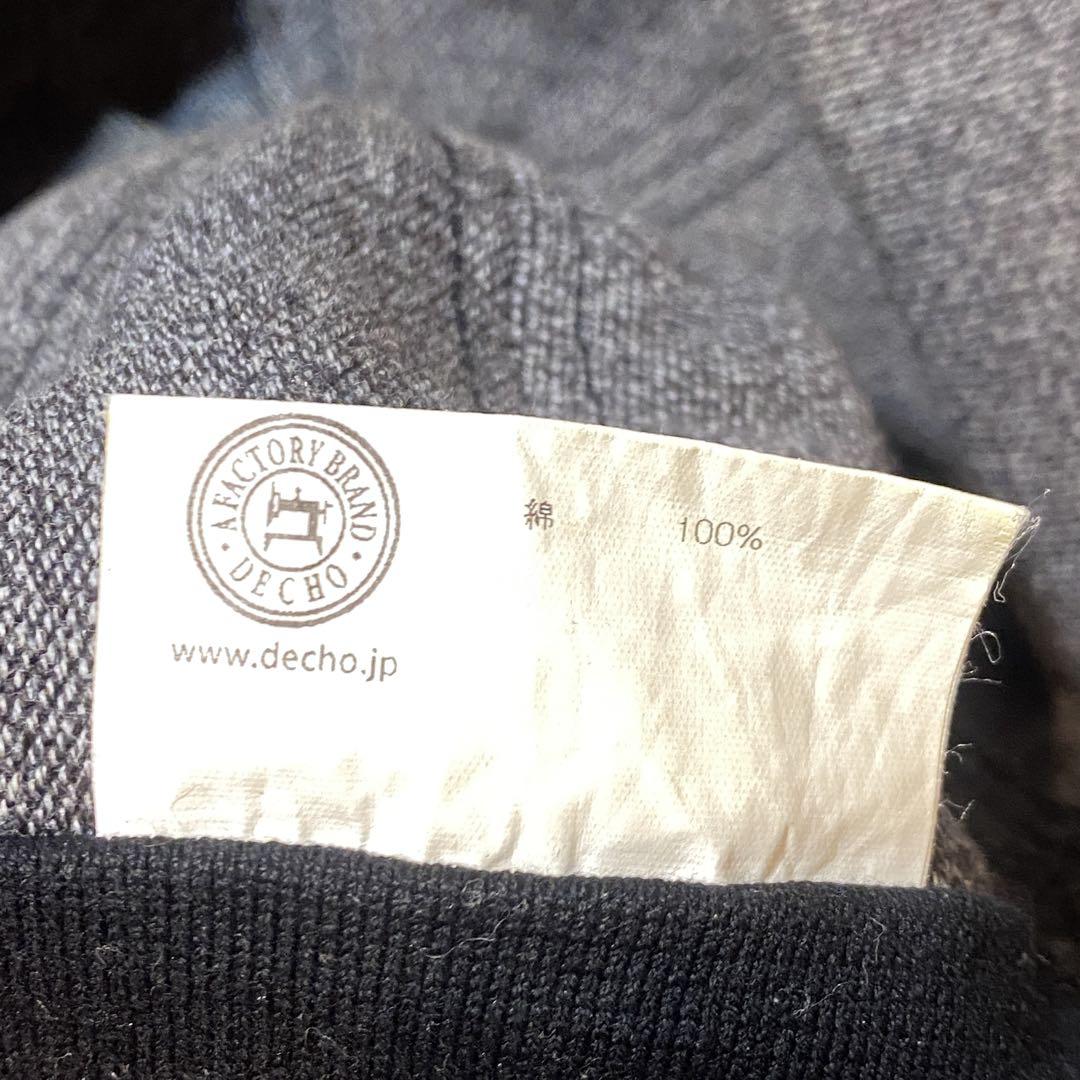 A FACTORY BRAND
· DECHO ·
www.decho.jp
綿 100%